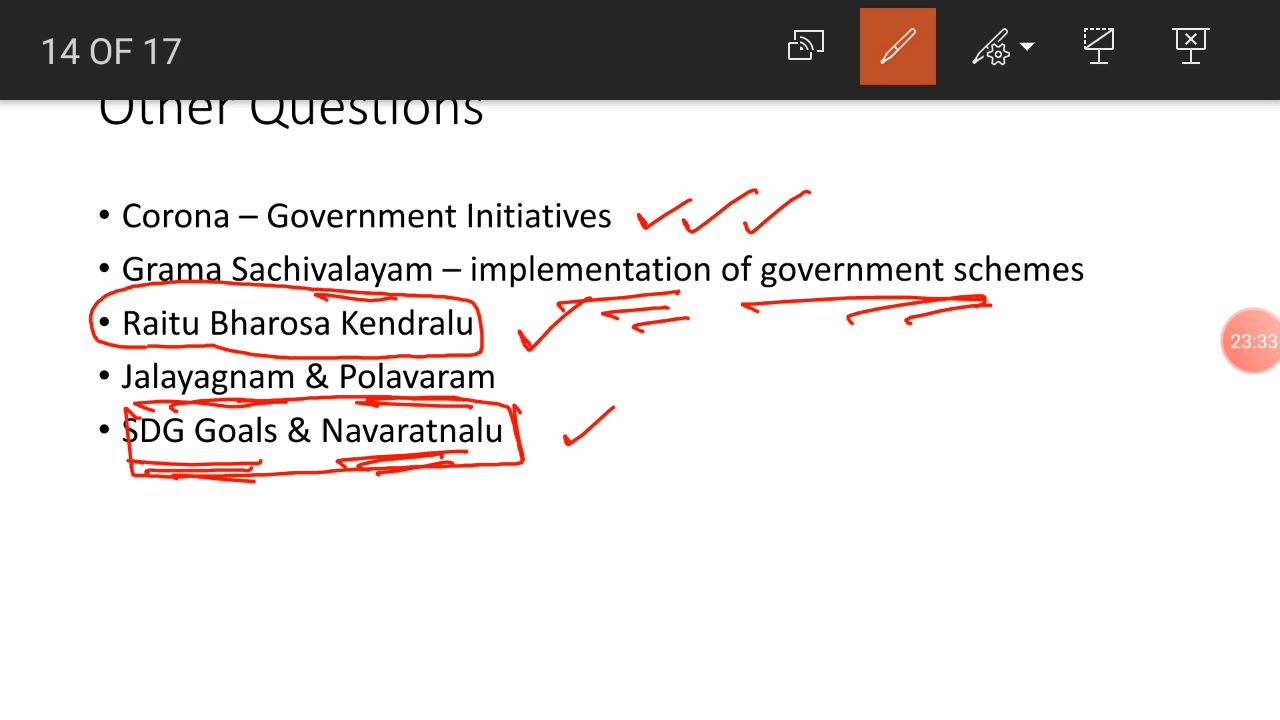 14 OF 17
Other Questions
• Corona – Government Initiatives
• Grama Sachivalayam – implementation of government schemes
• Raitu Bharosa Kendralu
23:33
• Jalayagnam & Polavaram
• SDG Goals & Navaratnalu